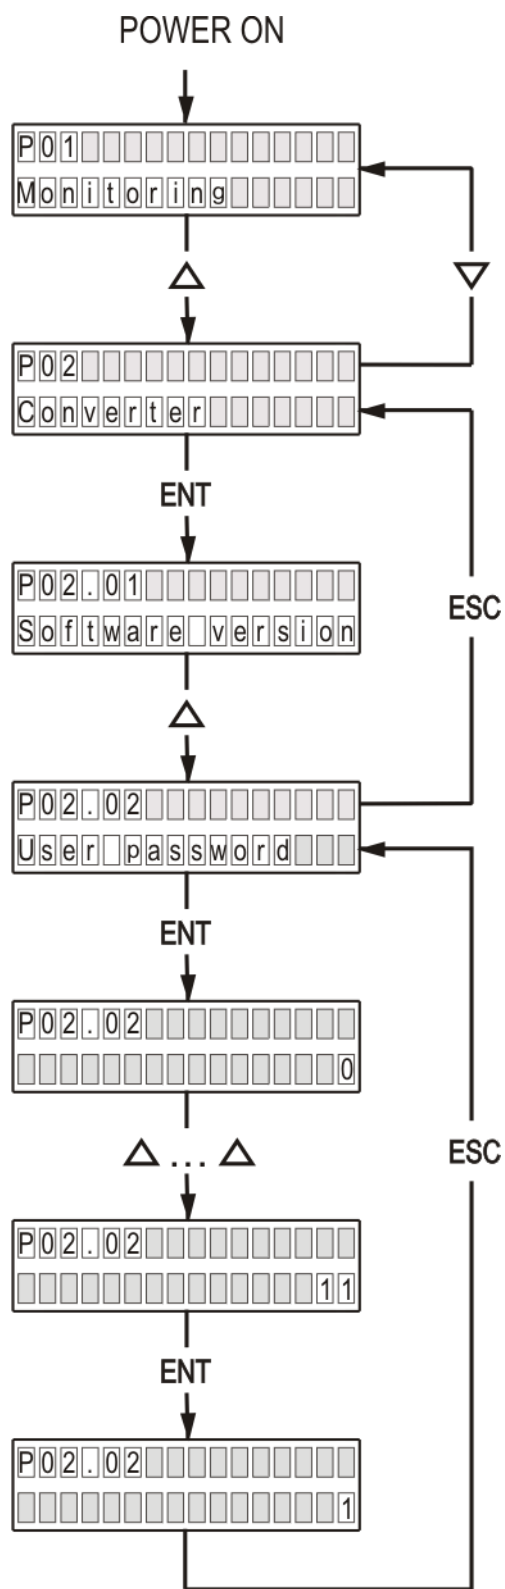 POWER ON
P01
Monitoring
P02
Converter
ENT
P02.01
Software version
ESC
P02.02
User password
ENT
P02.02
0
ESC
...
P02.02
11
ENT
P02.02
1